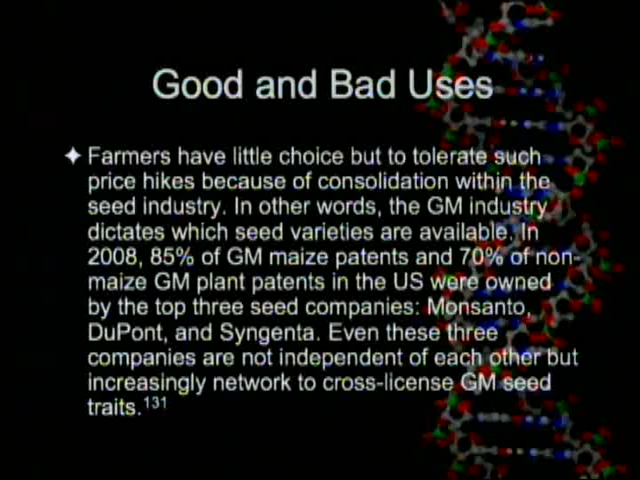 Good and Bad Uses
Farmers have little choice but to tolerate such
price hikes because of consolidation within the
seed industry. In other words, the GM industry
dictates which seed varieties are available. In
2008, 85% of GM maize patents and 70% of non-
maize GM plant patents in the US were owned
by the top three seed companies: Monsanto,
DuPont, and Syngenta. Even these three
companies are not independent of each other but
increasingly network to cross-license GM seed
traits.131